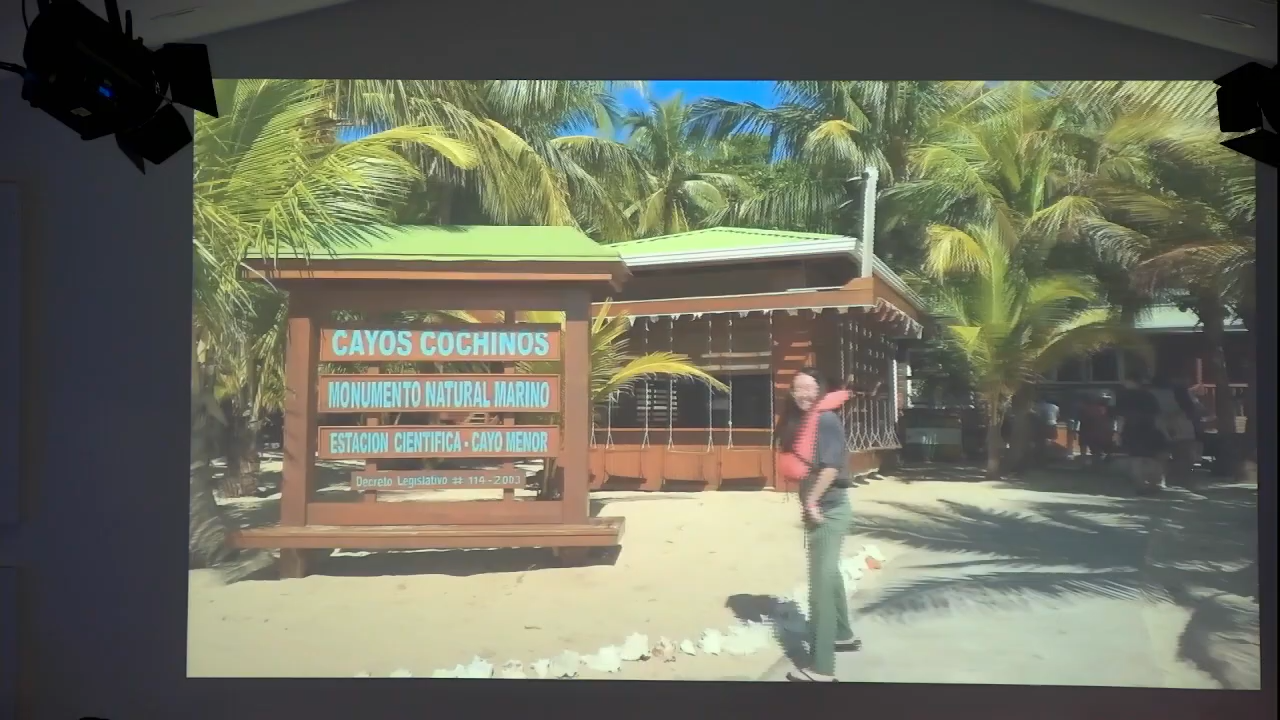 CAYOS COCHINOS
MONUMENTO NATURAL MARINO
ESTACION CIENTIFICA - CAYO MENOR
Decreto Legislativo # 114-2003